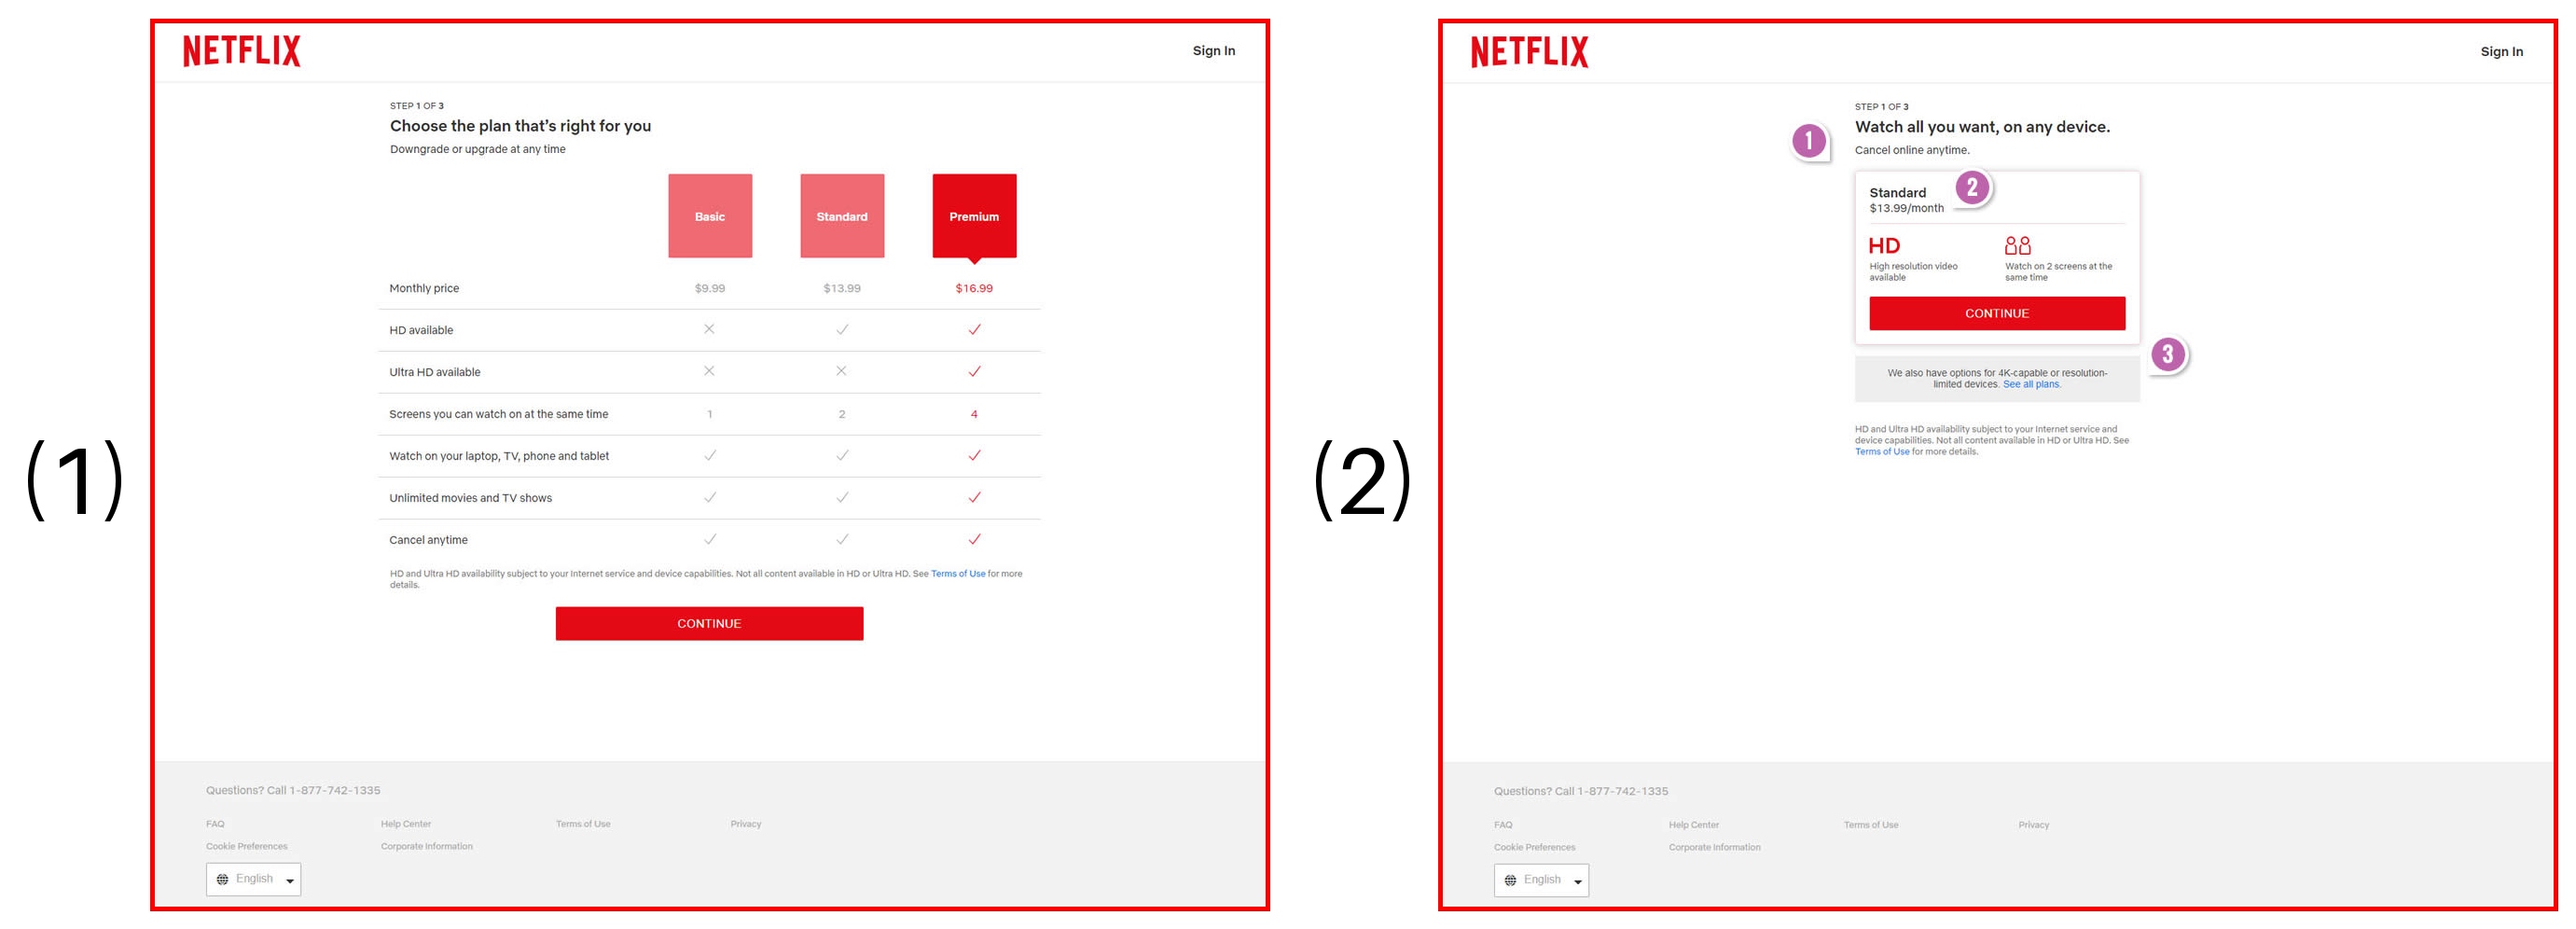 (1)
NETFLIX
Sign In
STEP 1 OF 3
Choose the plan that's right for you
Downgrade or upgrade at any time
Basic Standard Premium
Monthly price $9.99 $13.99 $16.99
HD available
Ultra HD available
Screens you can watch on at the same time 1 2 4
Watch on your laptop, TV, phone and tablet
Unlimited movies and TV shows
Cancel anytime
HD and Ultra HD availability subject to your Internet service and device capabilities. Not all content available in HD or Ultra HD. See Terms of Use for more
details.
CONTINUE
Questions? Call 1-877-742-1335
FAQ Help Center Terms of Use Privacy
Cookie Preferences Corporate Information
English
(2)
NETFLIX
Sign In
STEP 1 OF 3
1
Watch all you want, on any device.
Cancel online anytime.
Standard
2
$13.99/month
HD
High resolution video
available
Watch on 2 screens at the
same time
CONTINUE
3
We also have options for 4K-capable or resolution-
limited devices. See all plans.
HD and Ultra HD availability subject to your Internet service and
device capabilities. Not all content available in HD or Ultra HD. See
Terms of Use for more details.
Questions? Call 1-877-742-1335
FAQ Help Center Terms of Use Privacy
Cookie Preferences Corporate Information
English